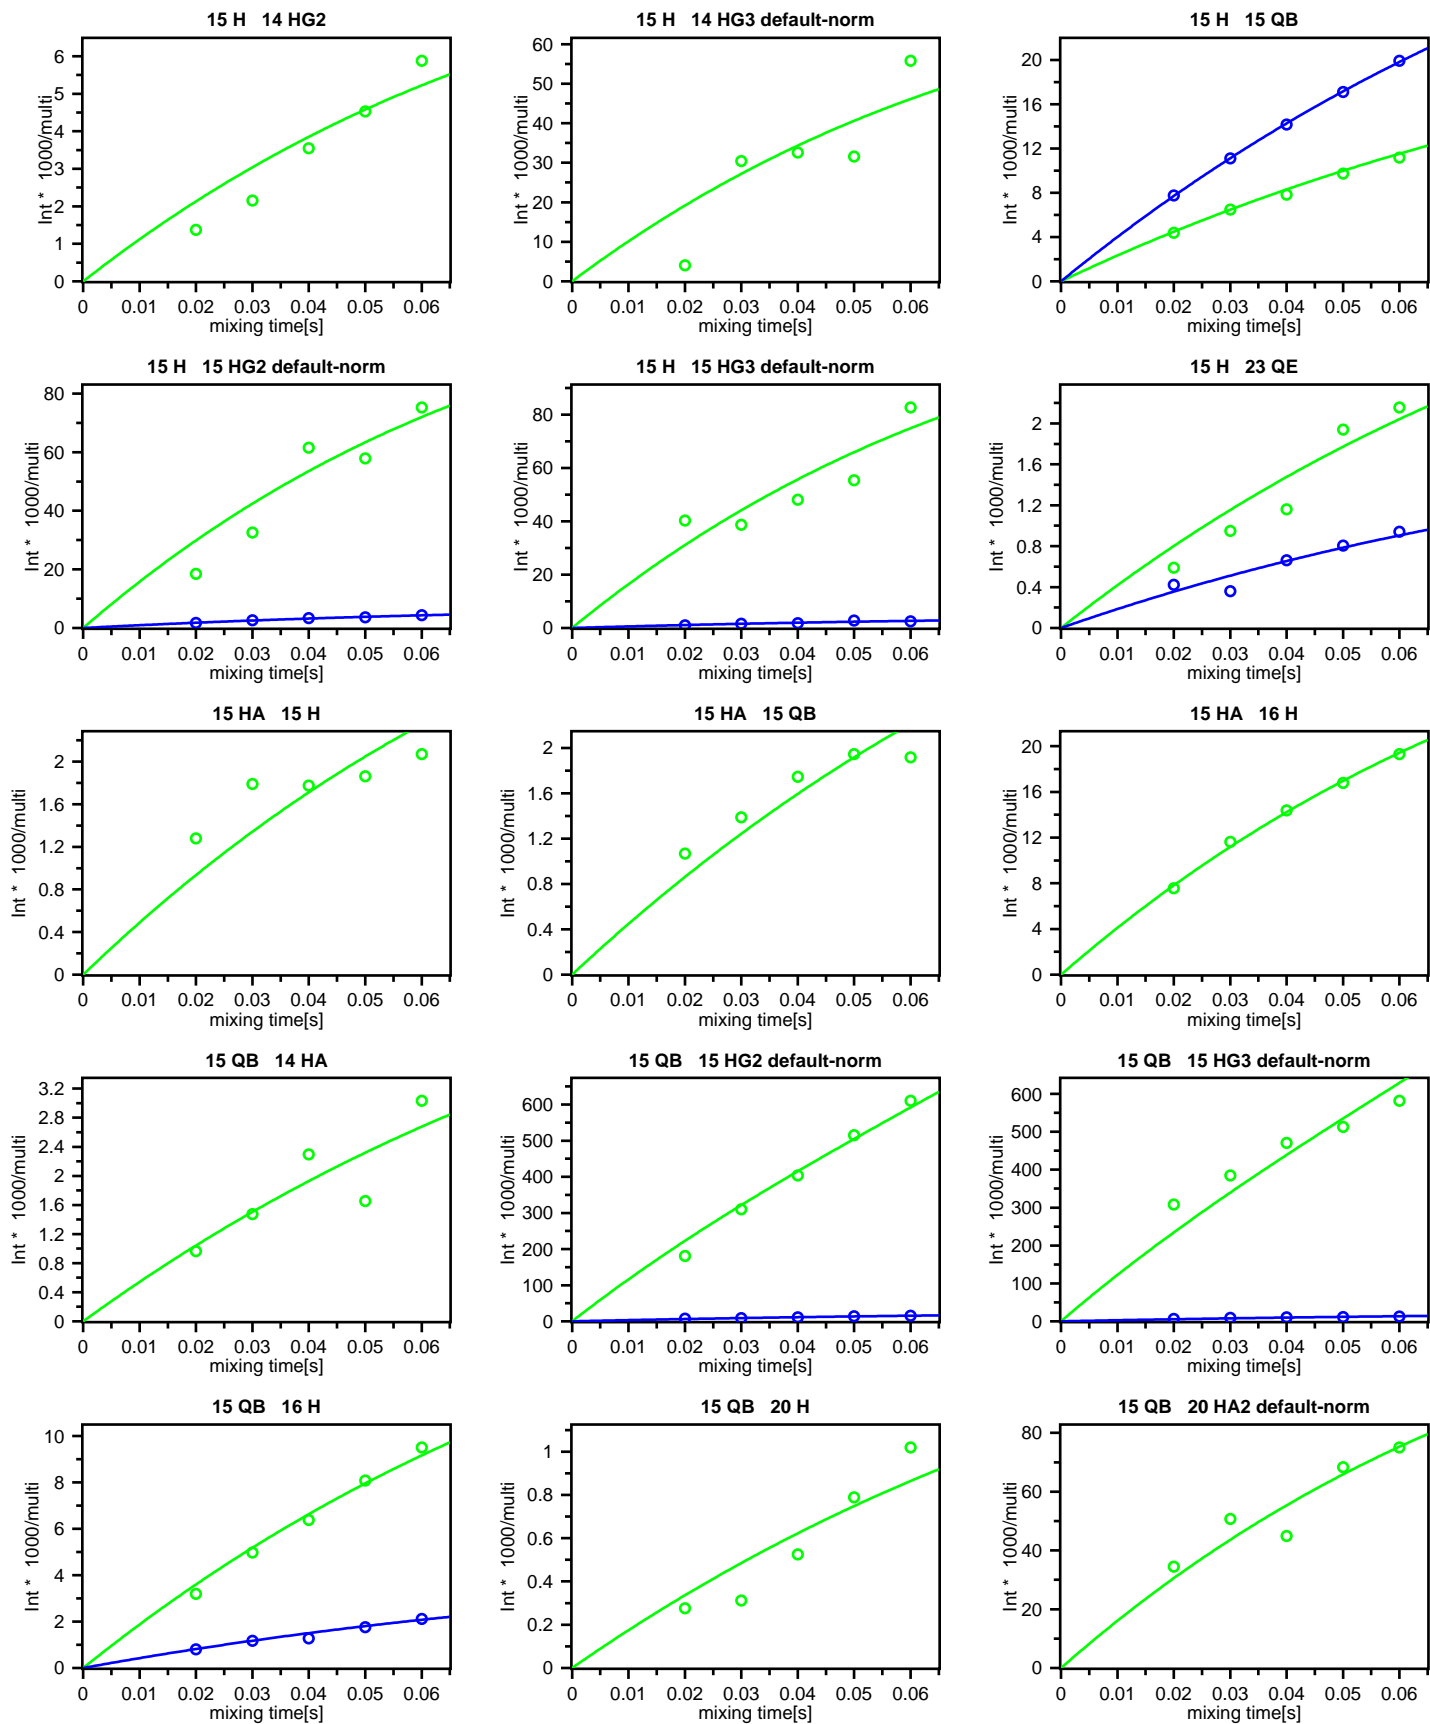 15 H 14 HG2
Int * 1000/multi
6
5
4
3
2
1
0
0 0.01 0.02 0.03 0.04 0.05 0.06
mixing time[s]
15 H 14 HG3 default-norm
Int * 1000/multi
60
50
40
30
20
10
0
0 0.01 0.02 0.03 0.04 0.05 0.06
mixing time[s]
15 H 15 QB
Int * 1000/multi
20
16
12
8
4
0
0 0.01 0.02 0.03 0.04 0.05 0.06
mixing time[s]
15 H 15 HG2 default-norm
Int * 1000/multi
80
60
40
20
0
0 0.01 0.02 0.03 0.04 0.05 0.06
mixing time[s]
15 H 15 HG3 default-norm
Int * 1000/multi
80
60
40
20
0
0 0.01 0.02 0.03 0.04 0.05 0.06
mixing time[s]
15 H 23 QE
Int * 1000/multi
2
1.6
1.2
0.8
0.4
0
0 0.01 0.02 0.03 0.04 0.05 0.06
mixing time[s]
15 HA 15 H
Int * 1000/multi
2
1.6
1.2
0.8
0.4
0
0 0.01 0.02 0.03 0.04 0.05 0.06
mixing time[s]
15 HA 15 QB
Int * 1000/multi
2
1.6
1.2
0.8
0.4
0
0 0.01 0.02 0.03 0.04 0.05 0.06
mixing time[s]
15 HA 16 H
Int * 1000/multi
20
16
12
8
4
0
0 0.01 0.02 0.03 0.04 0.05 0.06
mixing time[s]
15 QB 14 HA
Int * 1000/multi
3.2
2.8
2.4
2
1.6
1.2
0.8
0.4
0
0 0.01 0.02 0.03 0.04 0.05 0.06
mixing time[s]
15 QB 15 HG2 default-norm
Int * 1000/multi
600
500
400
300
200
100
0
0 0.01 0.02 0.03 0.04 0.05 0.06
mixing time[s]
15 QB 15 HG3 default-norm
Int * 1000/multi
600
500
400
300
200
100
0
0 0.01 0.02 0.03 0.04 0.05 0.06
mixing time[s]
15 QB 16 H
Int * 1000/multi
10
8
6
4
2
0
0 0.01 0.02 0.03 0.04 0.05 0.06
mixing time[s]
15 QB 20 H
Int * 1000/multi
1
0.8
0.6
0.4
0.2
0
0 0.01 0.02 0.03 0.04 0.05 0.06
mixing time[s]
15 QB 20 HA2 default-norm
Int * 1000/multi
80
60
40
20
0
0 0.01 0.02 0.03 0.04 0.05 0.06
mixing time[s]